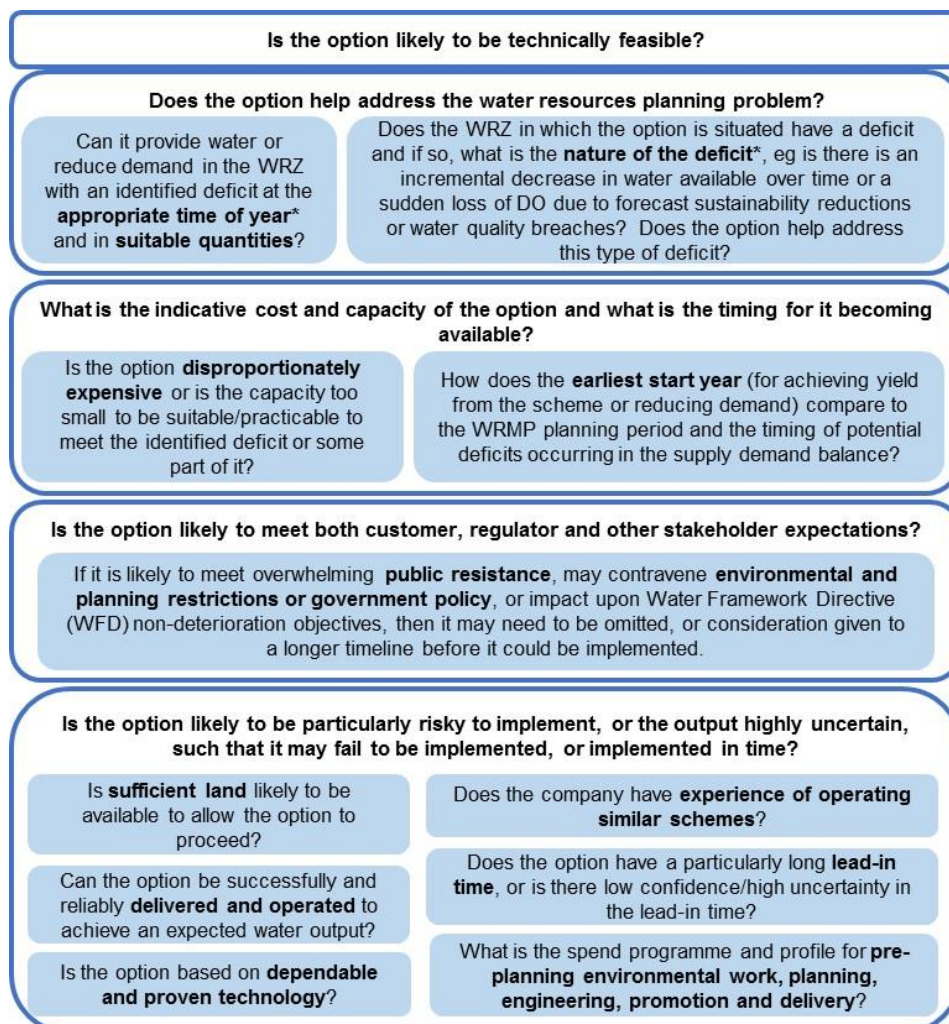 Is the option likely to be technically feasible?
Does the option help address the water resources planning problem?
Can it provide water or
reduce demand in the WRZ
with an identified deficit at the
appropriate time of year*
and in suitable quantities?
Does the WRZ in which the option is situated have a deficit
and if so, what is the nature of the deficit*, eg is there is an
incremental decrease in water available over time or a
sudden loss of DO due to forecast sustainability reductions
or water quality breaches? Does the option help address
this type of deficit?
What is the indicative cost and capacity of the option and what is the timing for it becoming
available?
Is the option disproportionately
expensive or is the capacity too
small to be suitable/practicable to
meet the identified deficit or some
part of it?
How does the earliest start year (for achieving yield
from the scheme or reducing demand) compare to
the WRMP planning period and the timing of potential
deficits occurring in the supply demand balance?
Is the option likely to meet both customer, regulator and other stakeholder expectations?
If it is likely to meet overwhelming public resistance, may contravene environmental and
planning restrictions or government policy, or impact upon Water Framework Directive
(WFD) non-deterioration objectives, then it may need to be omitted, or consideration given to
a longer timeline before it could be implemented.
Is the option likely to be particularly risky to implement, or the output highly uncertain,
such that it may fail to be implemented, or implemented in time?
Is sufficient land likely to be
available to allow the option to
proceed?
Can the option be successfully and
reliably delivered and operated to
achieve an expected water output?
Is the option based on dependable
and proven technology?
Does the company have experience of operating
similar schemes?
Does the option have a particularly long lead-in
time, or is there low confidence/high uncertainty in
the lead-in time?
What is the spend programme and profile for pre-
planning environmental work, planning,
engineering, promotion and delivery?